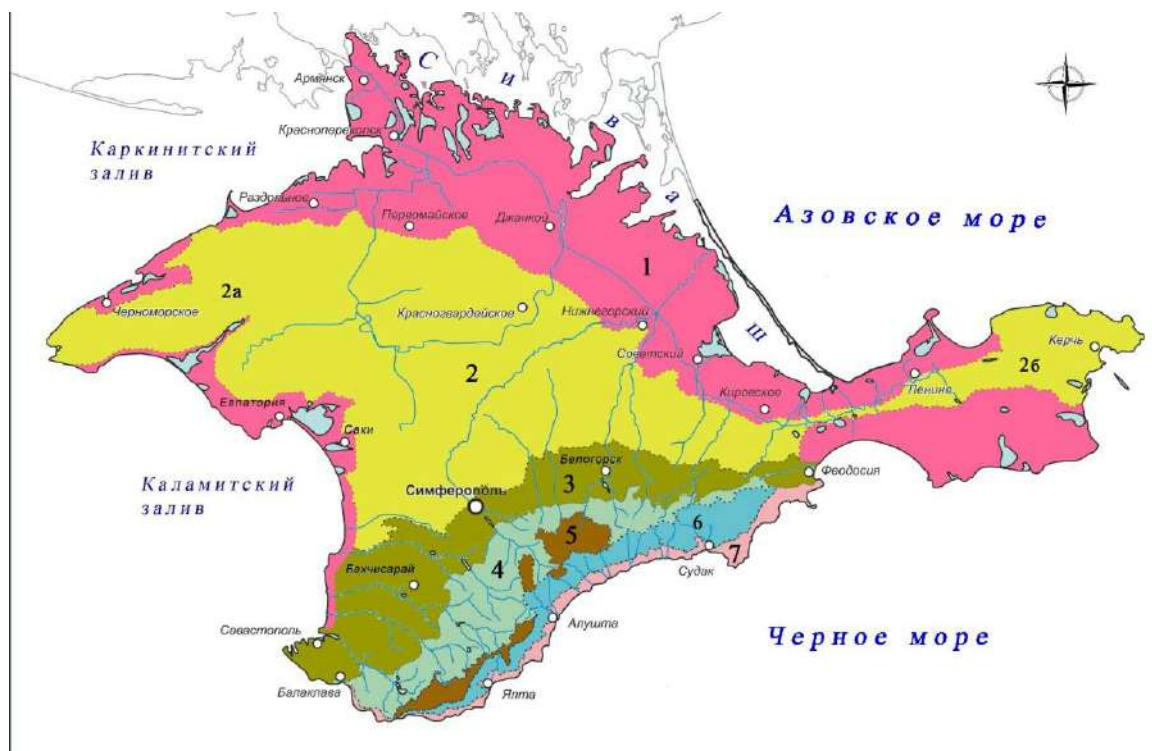 С
и
в
а
ш
Армянск
Красноперекопск
Каркинитский
залив
Раздольное
Первомайское
Джанкой
Азовское море
1
2а
Черноморское
Красногвардейское
Нижнегорский
Советский
2
Керчь
2б
Ленино
Кировское
Евпатория
Саки
Белогорск
3
Феодосия
Каламитский
залив
Симферополь
6
5
4
7
Судак
Бахчисарай
Алушта
Севастополь
Черное море
Балаклава
Ялта